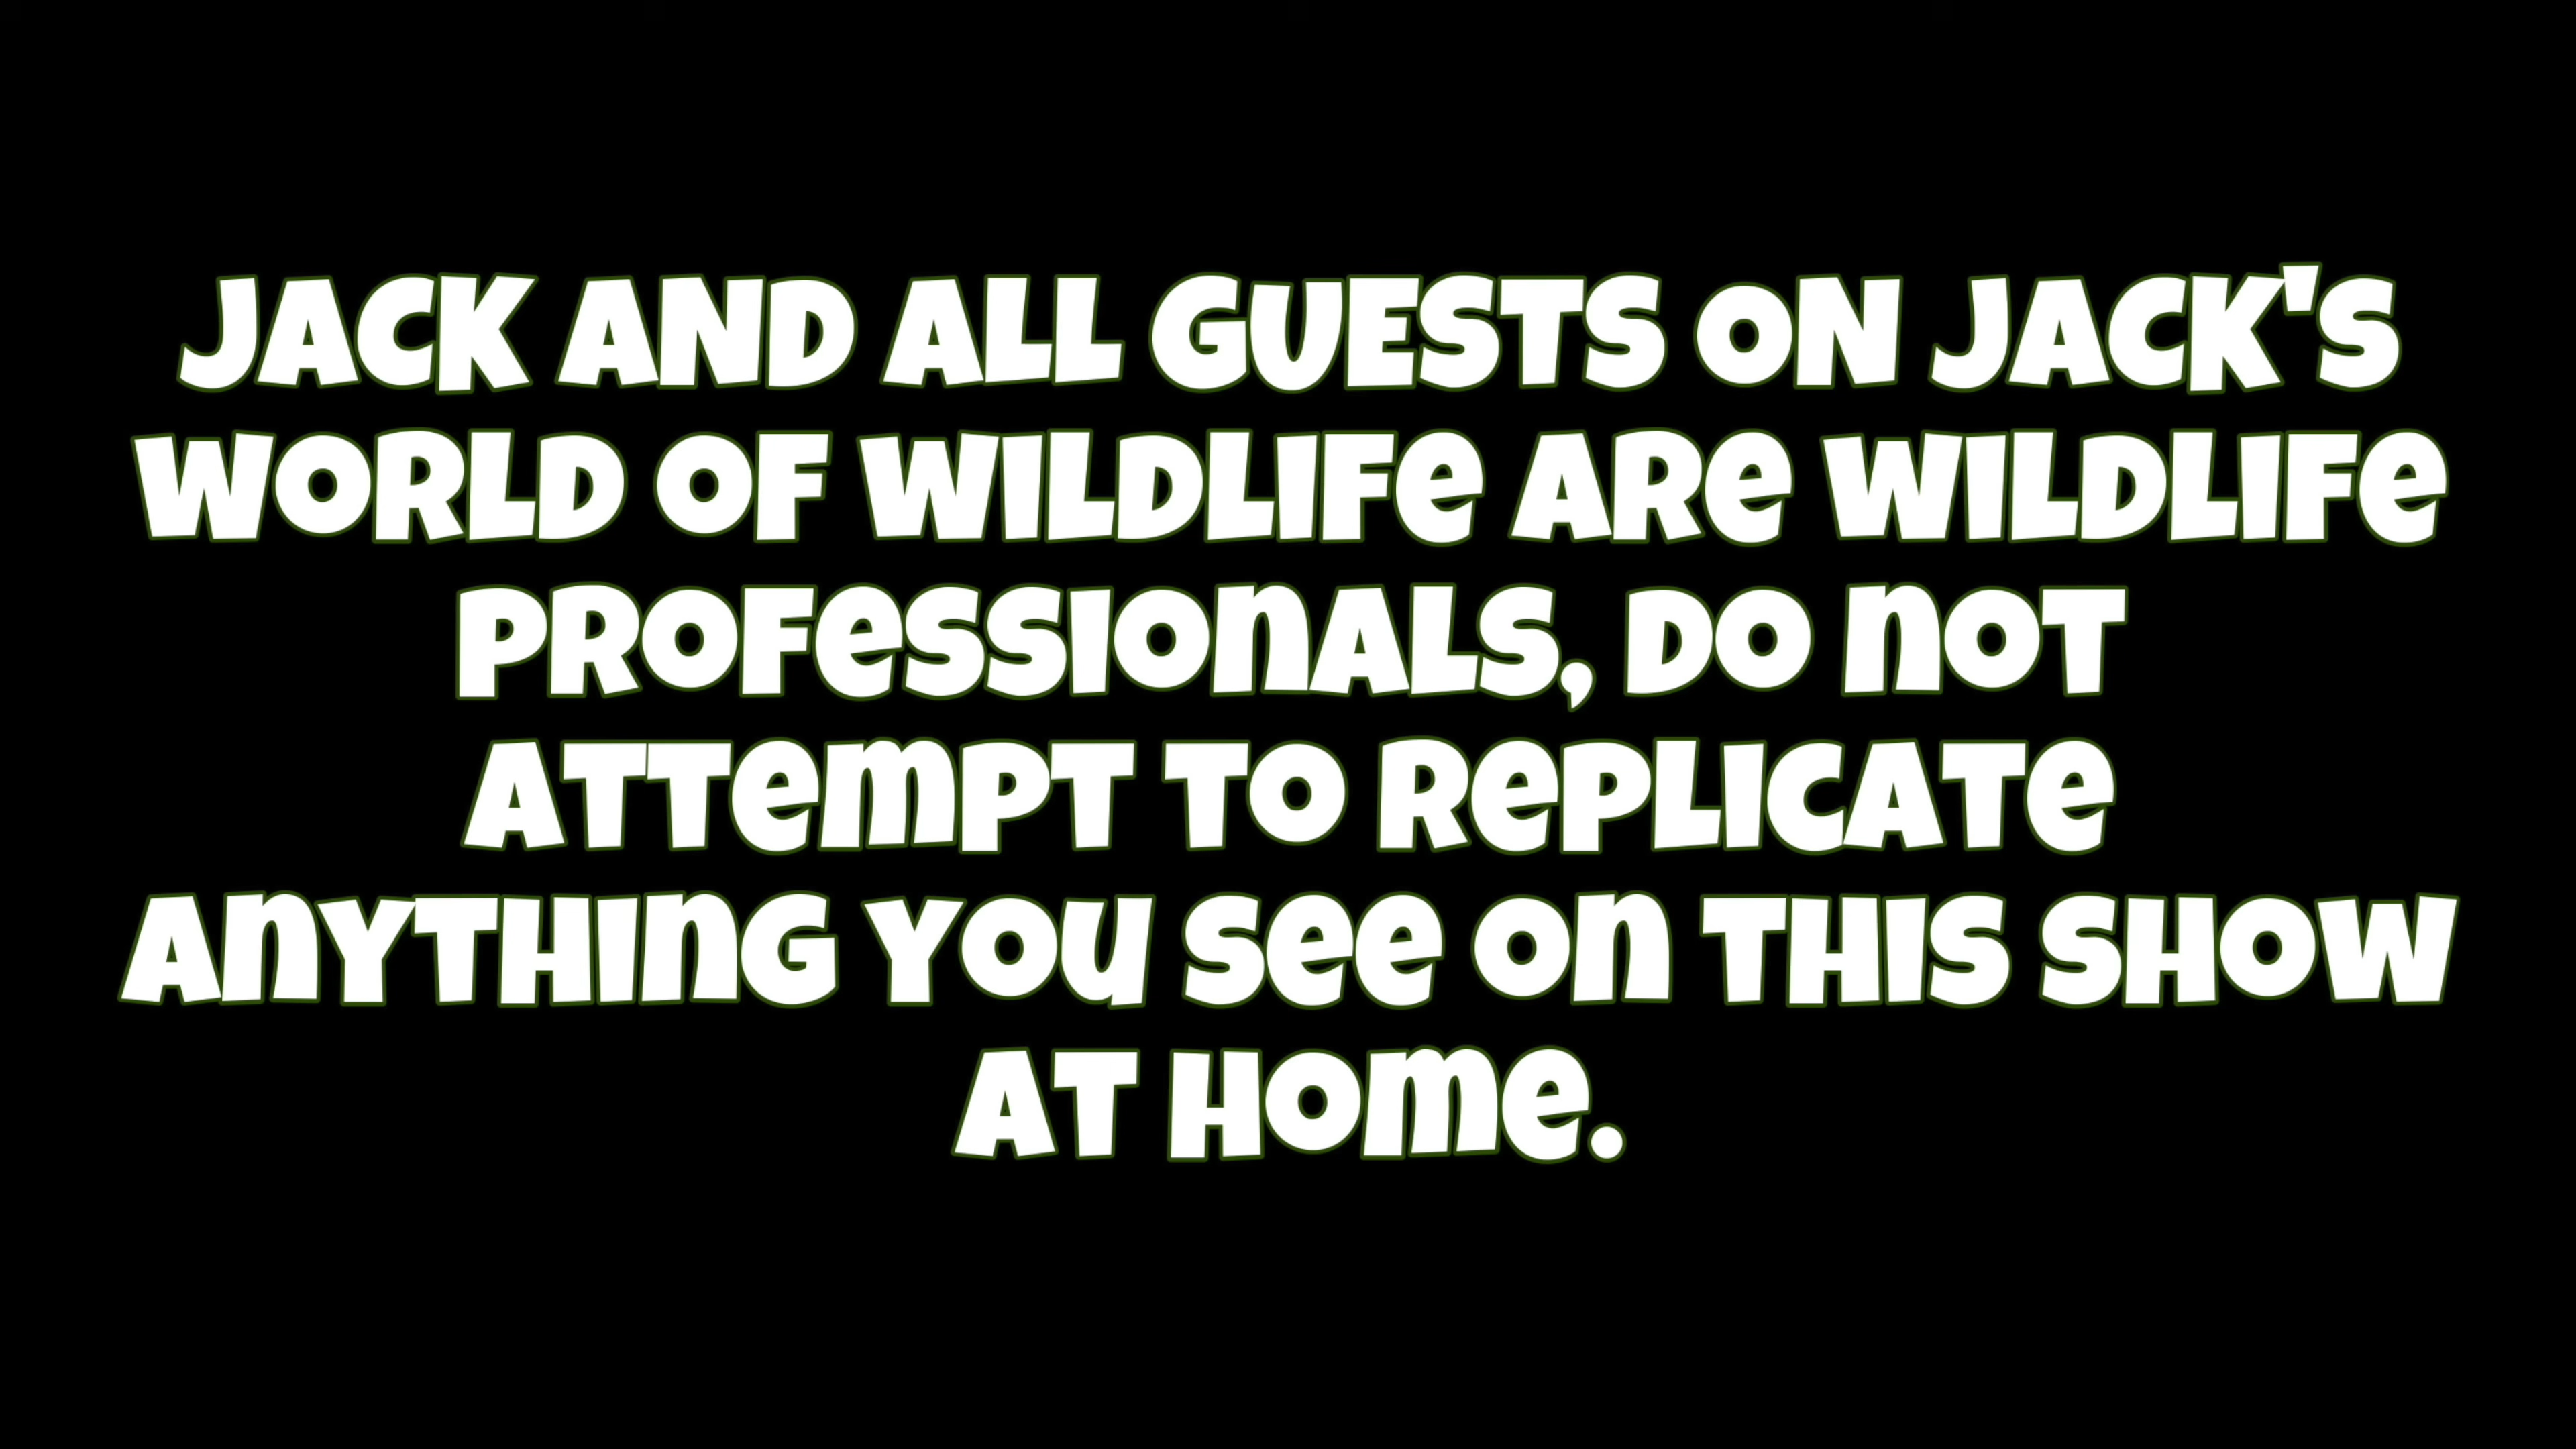 JACK AND ALL GUESTS ON JACK'S
WORLD OF WILDLIFE ARE WILDLIFE
PROFESSIONALS, DO NOT
ATTEMPT TO REPLICATE
ANYTHING YOU SEE ON THIS SHOW
AT HOME.